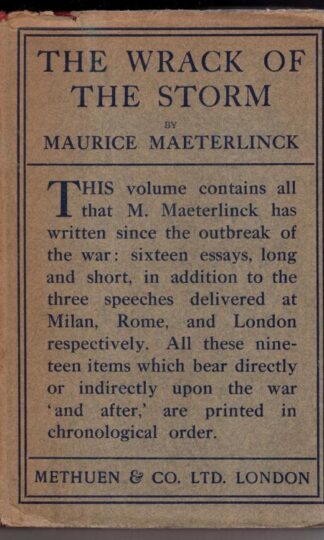 THE WRACK OF
THE STORM
BY
MAURICE MAETERLINCK
THIS volume contains all
that M. Maeterlinck has
written since the outbreak of
the war: sixteen essays, long
and short, in addition to the
three speeches delivered at
Milan, Rome, and London
respectively. All these nine-
teen items which bear directly
or indirectly upon the war
‘and after,’ are printed in
chronological order.
METHUEN & CO. LTD. LONDON